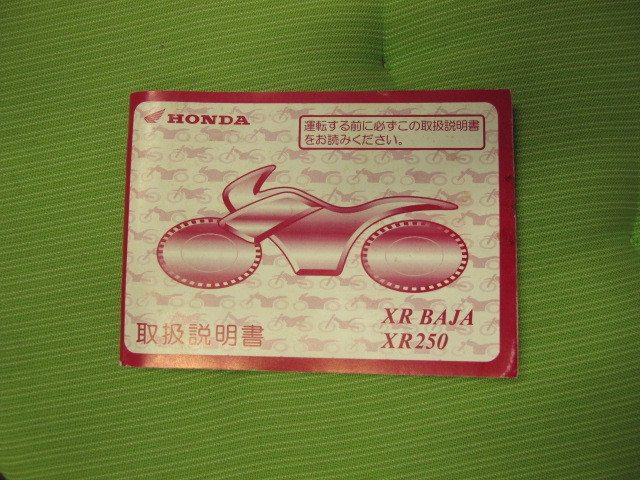 HONDA
運転する前に必ずこの取扱説明書
をお読みください。
取扱説明書
XR BAJA
XR250